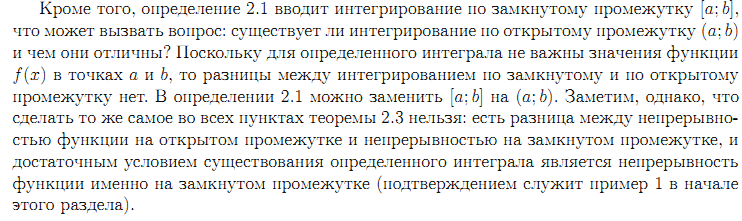 Кроме того, определение 2.1 вводит интегрирование по замкнутому промежутку [a; b],
что может вызвать вопрос: существует ли интегрирование по открытому промежутку (a; b)
и чем они отличны? Поскольку для определенного интеграла не важны значения функции
f(x) в точках a и b, то разницы между интегрированием по замкнутому и по открытому
промежутку нет. В определении 2.1 можно заменить [a; b] на (a; b). Заметим, однако, что
сделать то же самое во всех пунктах теоремы 2.3 нельзя: есть разница между непрерывно-
стью функции на открытом промежутке и непрерывностью на замкнутом промежутке, и
достаточным условием существования определенного интеграла является непрерывность
функции именно на замкнутом промежутке (подтверждением служит пример 1 в начале
этого раздела).